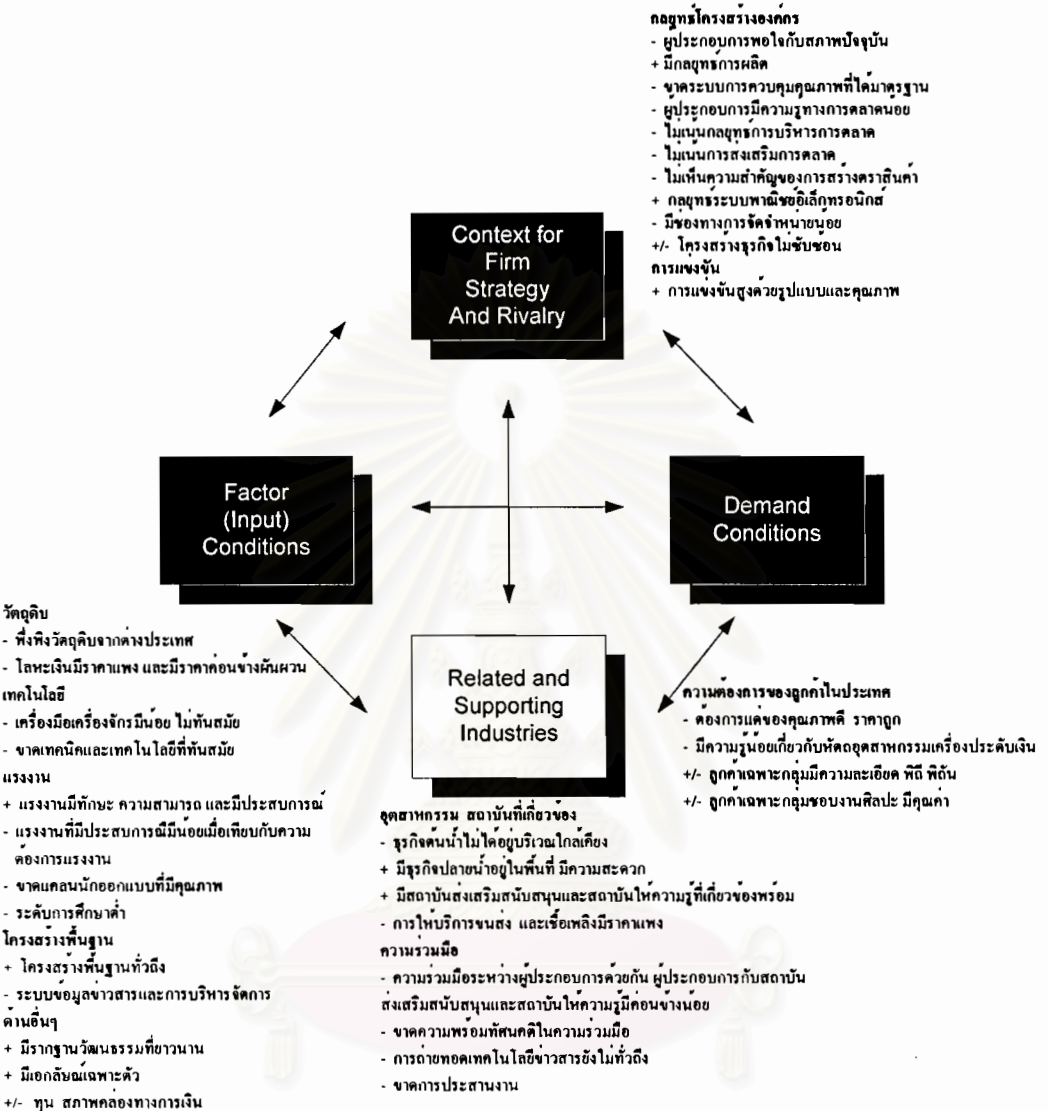 กลยุทธ์โครงสร้างองค์กร
- ผู้ประกอบการพอใจกับสภาพปัจจุบัน
+ มีกลยุทธ์การผลิต
- ขาดระบบการควบคุมคุณภาพที่ได้มาตรฐาน
- ผู้ประกอบการมีความรู้ทางการตลาดน้อย
- ไม่เน้นกลยุทธ์การบริหารการตลาด
- ไม่เน้นการส่งเสริมการตลาด
- ไม่เห็นความสำคัญของการสร้างตราสินค้า
+ กลยุทธ์ระบบพาณิชย์อิเล็กทรอนิกส์
- มีช่องทางการจัดจำหน่ายน้อย
+/- โครงสร้างธุรกิจไม่ซับซ้อน
การแข่งขัน
+ การแข่งขันสูงด้วยรูปแบบและคุณภาพ
Context for
Firm
Strategy
And Rivalry
Factor
(Input)
Conditions
Demand
Conditions
Related and
Supporting
Industries
วัตถุดิบ
- พึ่งพิงวัตถุดิบจากต่างประเทศ
- โลหะเงินมีราคาแพง และมีราคาค่อนข้างผันผวน
เทคโนโลยี
- เครื่องมือเครื่องจักรมีน้อย ไม่ทันสมัย
- ขาดเทคนิคและเทคโนโลยีที่ทันสมัย
แรงงาน
+ แรงงานมีทักษะ ความสามารถ และมีประสบการณ์
- แรงงานที่มีประสบการณ์มีน้อยเมื่อเทียบกับความ
ต้องการแรงงาน
- ขาดแคลนนักออกแบบที่มีคุณภาพ
- ระดับการศึกษาต่ำ
โครงสร้างพื้นฐาน
+ โครงสร้างพื้นฐานทั่วถึง
- ระบบข้อมูลข่าวสารและการบริหารจัดการ
ด้านอื่นๆ
+ มีรากฐานวัฒนธรรมที่ยาวนาน
+ มีเอกลัษณ์เฉพาะตัว
+/- ทุน สภาพคล่องทางการเงิน
อุตสาหกรรม สถาบันที่เกี่ยวข้อง
- ธุรกิจต้นน้ำไม่ได้อยู่บริเวณใกล้เคียง
+ มีธุรกิจปลายน้ำอยู่ในพื้นที่ มีความสะดวก
+ มีสถาบันส่งเสริมสนับสนุนและสถาบันให้ความรู้ที่เกี่ยวข้องพร้อม
- การให้บริการขนส่ง และเชื้อเพลิงมีราคาแพง
ความร่วมมือ
- ความร่วมมือระหว่างผู้ประกอบการด้วยกัน ผู้ประกอบการกับสถาบัน
ส่งเสริมสนับสนุนและสถาบันให้ความรู้มีค่อนข้างน้อย
- ขาดความพร้อมทัศนคติในความร่วมมือ
- การถ่ายทอดเทคโนโลยีข่าวสารยังไม่ทั่วถึง
- ขาดการประสานงาน
ความต้องการของลูกค้าในประเทศ
- ต้องการแต่ของคุณภาพดี ราคาถูก
- มีความรู้น้อยเกี่ยวกับหัตถอุตสาหกรรมเครื่องประดับเงิน
+/- ลูกค้าเฉพาะกลุ่มมีความละเอียด พิถี พิถัน
+/- ลูกค้าเฉพาะกลุ่มชอบงานศิลปะ มีคุณค่า